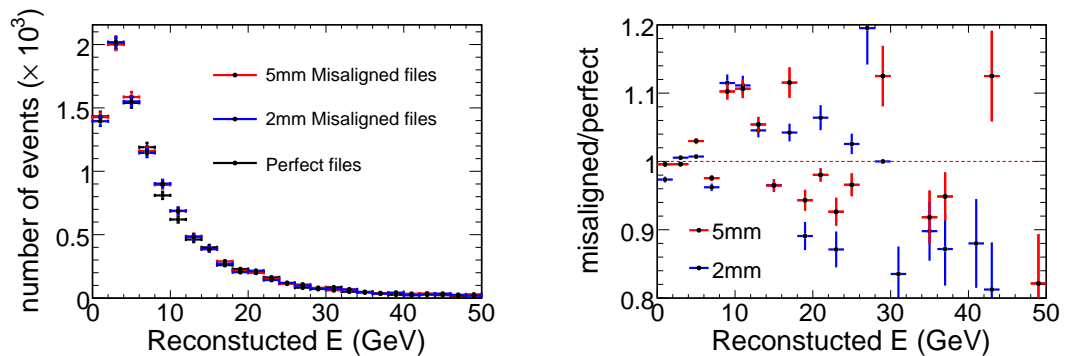 number of events (× 10³)
2
1.5
1
0.5
0
5mm Misaligned files
2mm Misaligned files
Perfect files
0 10 20 30 40 50
Reconstucted E (GeV)
misaligned/perfect
1.2
1.1
1
0.9
0.8
5mm
2mm
0 10 20 30 40 50
Reconstucted E (GeV)